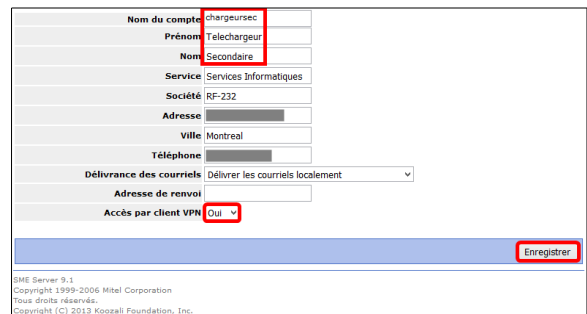 Nom du compte chargeursec
Prénom Telechargeur
Nom Secondaire
Service Services Informatiques
Société RF-232
Adresse
Ville Montreal
Téléphone
Délivrance des courriels Délivrer les courriels localement
Adresse de renvoi
Accès par client VPN Oui
Enregistrer
SME Server 9.1
Copyright 1999-2006 Mitel Corporation
Tous droits réservés.
Copyright (C) 2013 Koozali Foundation, Inc.